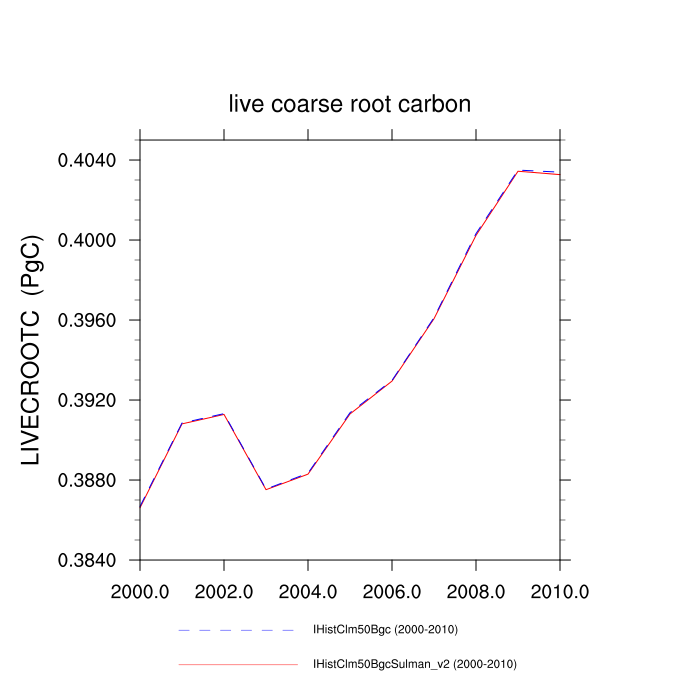 live coarse root carbon
LIVECROOTC (PgC)
0.4040
0.4000
0.3960
0.3920
0.3880
0.3840
2000.0 2002.0 2004.0 2006.0 2008.0 2010.0
IHistClm50Bgc (2000-2010)
IHistClm50BgcSulman_v2 (2000-2010)